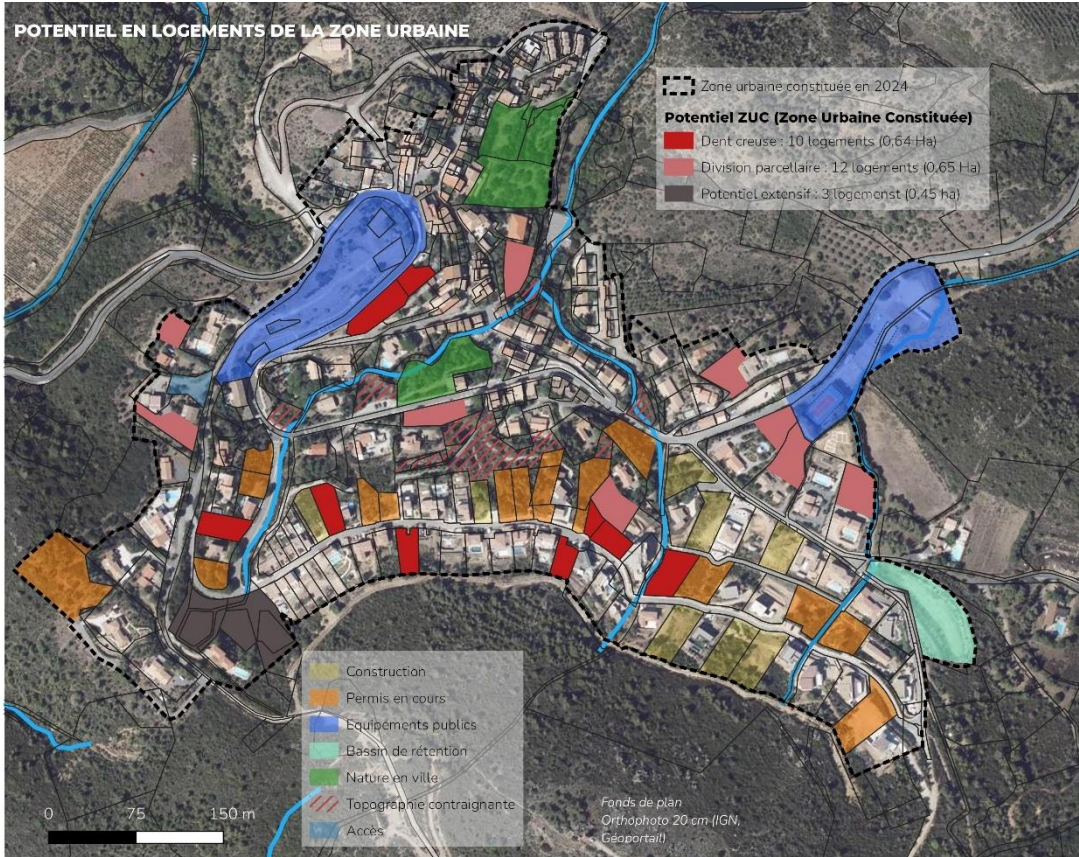 POTENTIEL EN LOGEMENTS DE LA ZONE URBAINE
Zone urbaine constituée en 2024
Potentiel ZUC (Zone Urbaine Constituée)
Dent creuse : 10 logements (0,64 Ha)
Division parcellaire : 12 logements (0,65 Ha)
Potentiel extensif : 3 logemenst (0,45 ha)
Construction
Permis en cours
Equipements publics
Bassin de rétention
Nature en ville
Topographie contraignante
Accès
0 75 150 m
Fonds de plan
Orthophoto 20 cm (IGN,
Géoportail)